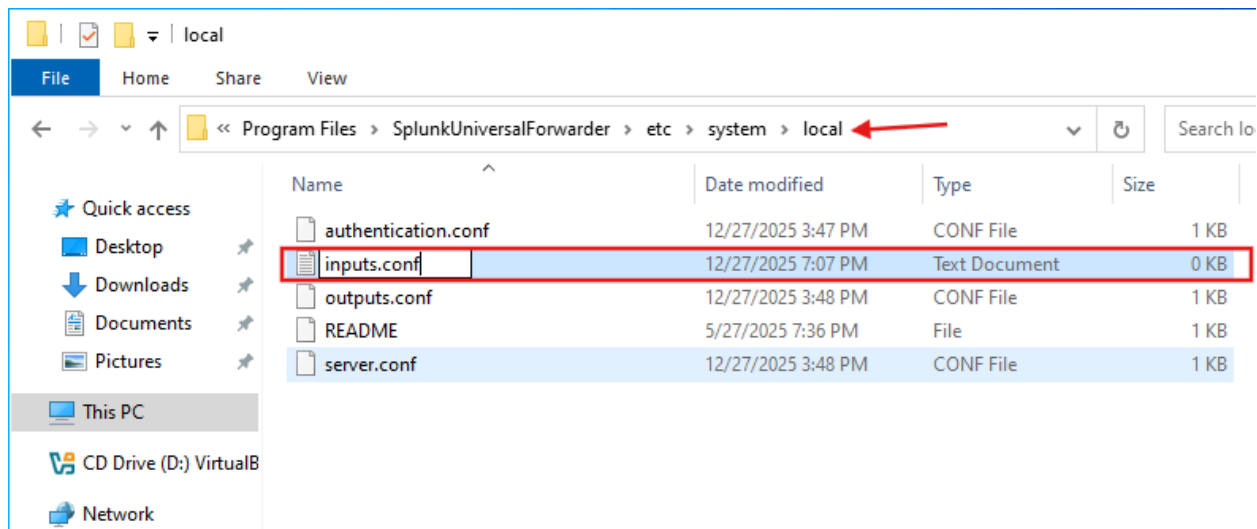 local
File Home Share View
« Program Files › SplunkUniversalForwarder › etc › system › local Search lo
Name Date modified Type Size
Quick access
Desktop
Downloads
Documents
Pictures
This PC
CD Drive (D:) VirtualB
Network
authentication.conf 12/27/2025 3:47 PM CONF File 1 KB
inputs.conf 12/27/2025 7:07 PM Text Document 0 KB
outputs.conf 12/27/2025 3:48 PM CONF File 1 KB
README 5/27/2025 7:36 PM File 1 KB
server.conf 12/27/2025 3:48 PM CONF File 1 KB